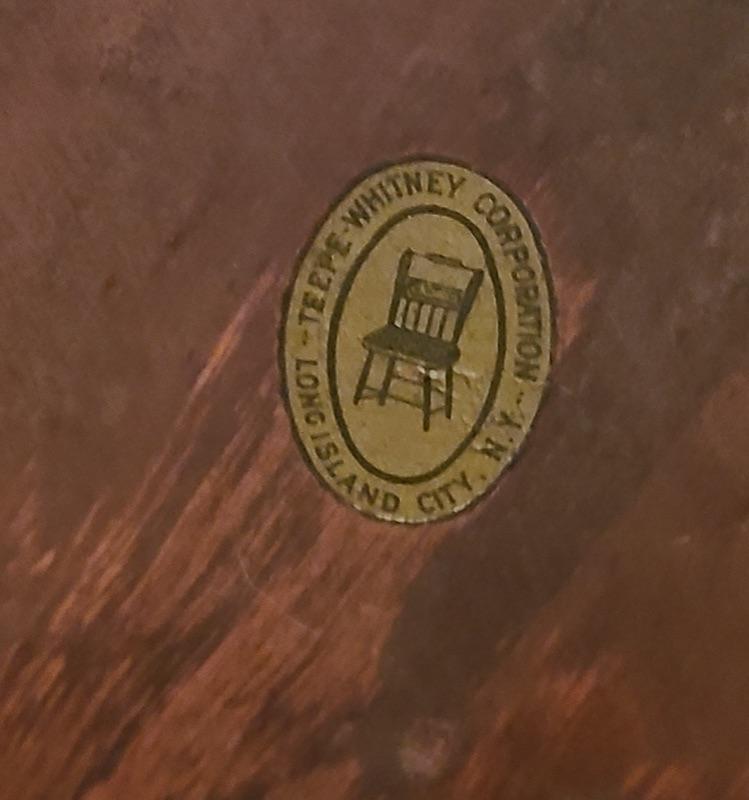 TEEPE-WHITNEY CORPORATION
LONG ISLAND CITY, N.Y.